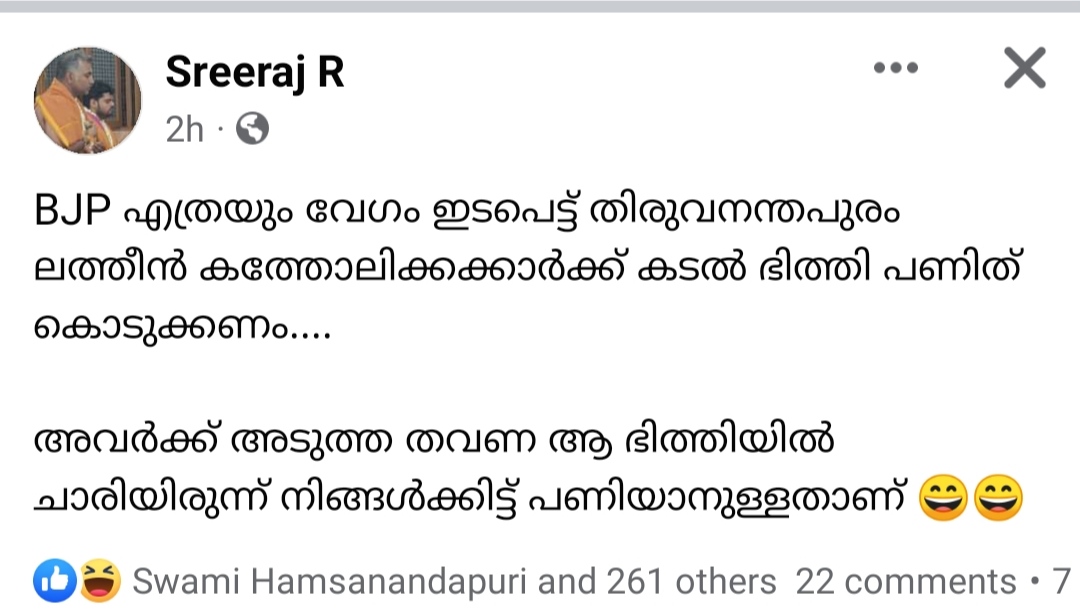 Sreeraj R
2h ·
BJP എത്രയും വേഗം ഇടപെട്ട് തിരുവനന്തപുരം
ലത്തീൻ കത്തോലിക്കക്കാർക്ക് കടൽ ഭിത്തി പണിത്
കൊടുക്കണം....
അവർക്ക് അടുത്ത തവണ ആ ഭിത്തിയിൽ
ചാരിയിരുന്ന് നിങ്ങൾക്കിട്ട് പണിയാനുള്ളതാണ് 😄😄
Swami Hamsanandapuri and 261 others 22 comments • 7